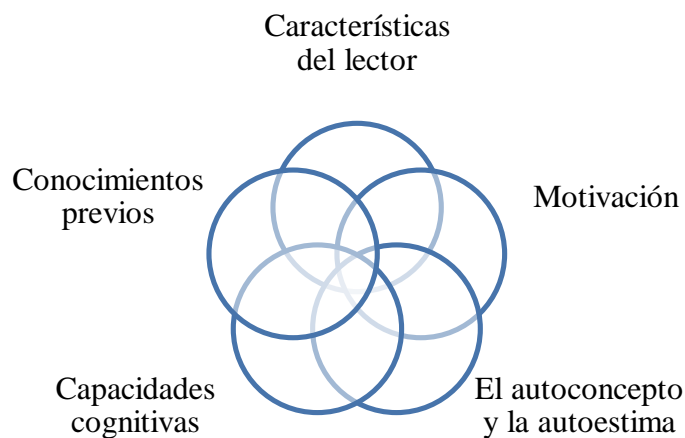 Características
del lector
Conocimientos
previos
Motivación
Capacidades
cognitivas
El autoconcepto
y la autoestima